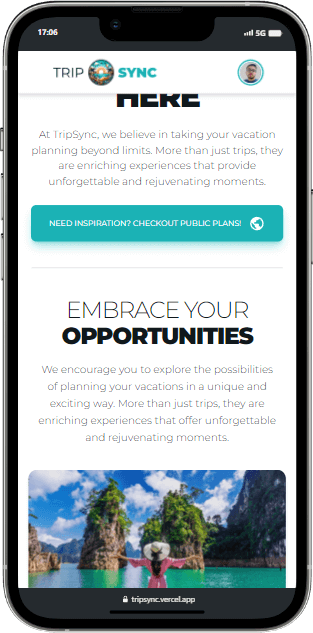 17:06
5G
TRIP SYNC
HERE
At TripSync, we believe in taking your vacation
planning beyond limits. More than just trips, they
are enriching experiences that provide
unforgettable and rejuvenating moments.
NEED INSPIRATION? CHECKOUT PUBLIC PLANS!
EMBRACE YOUR
OPPORTUNITIES
We encourage you to explore the possibilities
of planning your vacations in a unique and
exciting way. More than just trips, they are
enriching experiences that offer unforgettable
and rejuvenating moments.
tripsync.vercel.app